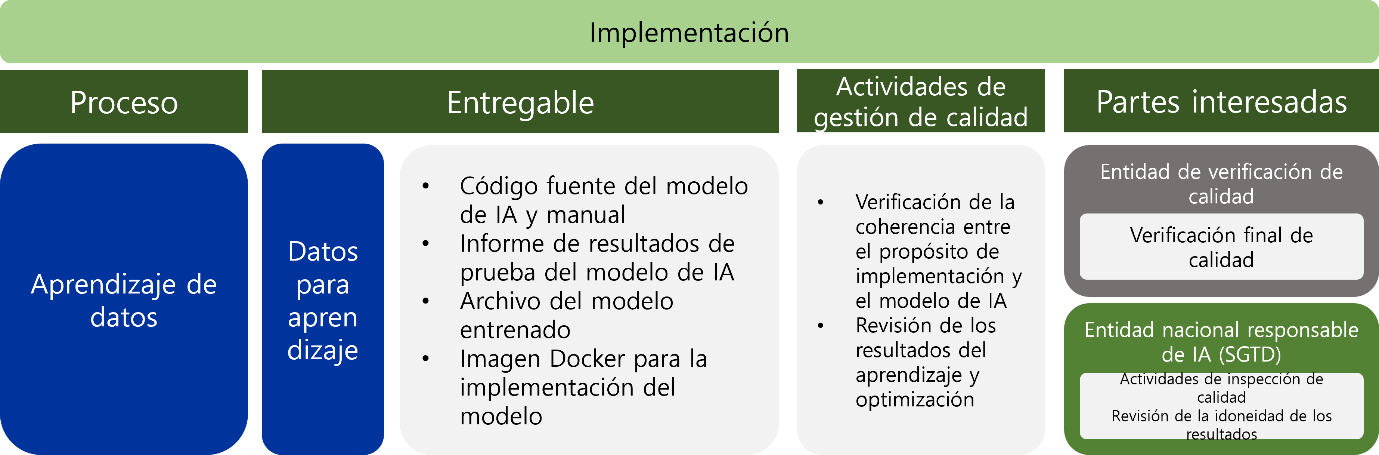 Implementación
Proceso
Entregable
Actividades de
gestión de calidad
Partes interesadas
Aprendizaje de
datos
Datos
para
apren
dizaje
• Código fuente del modelo
de IA y manual
• Informe de resultados de
prueba del modelo de IA
• Archivo del modelo
entrenado
• Imagen Docker para la
implementación del
modelo
• Verificación de la
coherencia entre
el propósito de
implementación y
el modelo de IA
• Revisión de los
resultados del
aprendizaje y
optimización
Entidad de verificación de
calidad
Verificación final de
calidad
Entidad nacional responsable
de IA (SGTD)
Actividades de inspección de
calidad
Revisión de la idoneidad de los
resultados